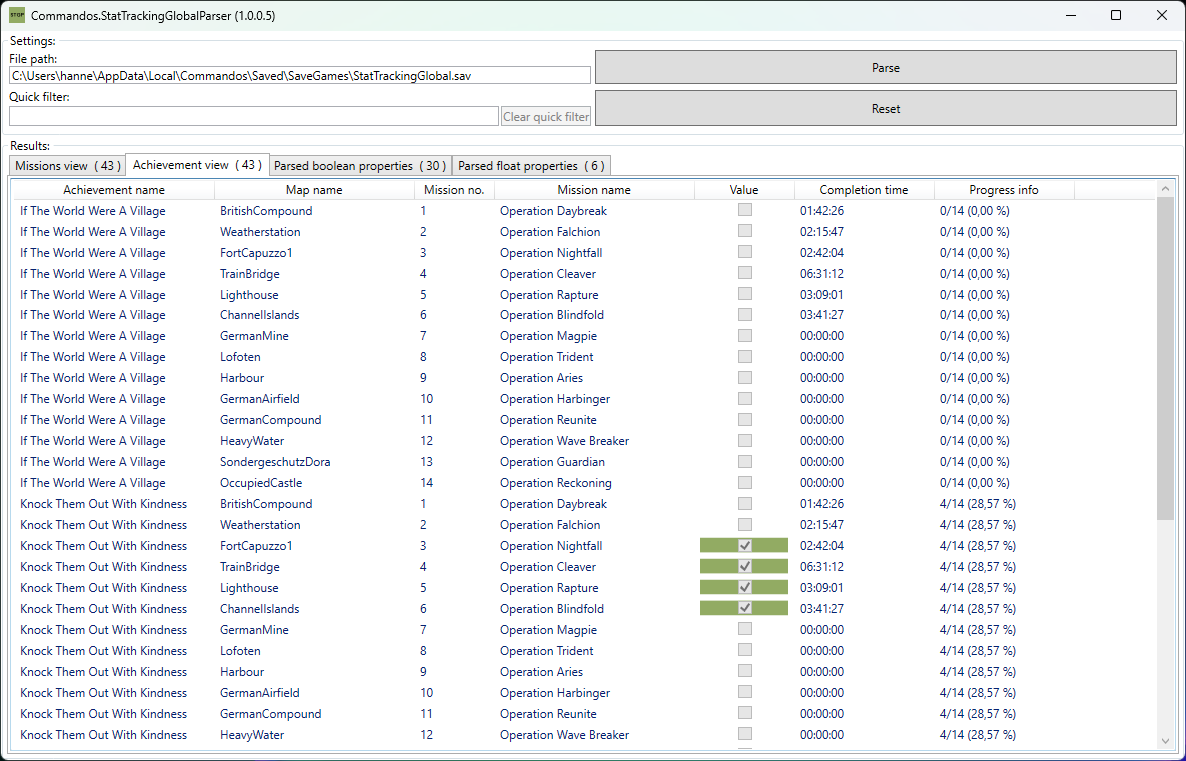 STOP Commandos.StatTrackingGlobalParser (1.0.0.5)
Settings:
File path:
C:\Users\hanne\AppData\Local\Commandos\Saved\SaveGames\StatTrackingGlobal.sav
Parse
Quick filter:
Clear quick filter
Reset
Results:
Missions view ( 43 ) Achievement view ( 43 ) Parsed boolean properties ( 30 ) Parsed float properties ( 6 )
Achievement name Map name Mission no. Mission name Value Completion time Progress info
If The World Were A Village BritishCompound 1 Operation Daybreak 01:42:26 0/14 (0,00 %)
If The World Were A Village Weatherstation 2 Operation Falchion 02:15:47 0/14 (0,00 %)
If The World Were A Village FortCapuzzo1 3 Operation Nightfall 02:42:04 0/14 (0,00 %)
If The World Were A Village TrainBridge 4 Operation Cleaver 06:31:12 0/14 (0,00 %)
If The World Were A Village Lighthouse 5 Operation Rapture 03:09:01 0/14 (0,00 %)
If The World Were A Village ChannelIslands 6 Operation Blindfold 03:41:27 0/14 (0,00 %)
If The World Were A Village GermanMine 7 Operation Magpie 00:00:00 0/14 (0,00 %)
If The World Were A Village Lofoten 8 Operation Trident 00:00:00 0/14 (0,00 %)
If The World Were A Village Harbour 9 Operation Aries 00:00:00 0/14 (0,00 %)
If The World Were A Village GermanAirfield 10 Operation Harbinger 00:00:00 0/14 (0,00 %)
If The World Were A Village GermanCompound 11 Operation Reunite 00:00:00 0/14 (0,00 %)
If The World Were A Village HeavyWater 12 Operation Wave Breaker 00:00:00 0/14 (0,00 %)
If The World Were A Village SondergeschutzDora 13 Operation Guardian 00:00:00 0/14 (0,00 %)
If The World Were A Village OccupiedCastle 14 Operation Reckoning 00:00:00 0/14 (0,00 %)
Knock Them Out With Kindness BritishCompound 1 Operation Daybreak 01:42:26 4/14 (28,57 %)
Knock Them Out With Kindness Weatherstation 2 Operation Falchion 02:15:47 4/14 (28,57 %)
Knock Them Out With Kindness FortCapuzzo1 3 Operation Nightfall 02:42:04 4/14 (28,57 %)
Knock Them Out With Kindness TrainBridge 4 Operation Cleaver 06:31:12 4/14 (28,57 %)
Knock Them Out With Kindness Lighthouse 5 Operation Rapture 03:09:01 4/14 (28,57 %)
Knock Them Out With Kindness ChannelIslands 6 Operation Blindfold 03:41:27 4/14 (28,57 %)
Knock Them Out With Kindness GermanMine 7 Operation Magpie 00:00:00 4/14 (28,57 %)
Knock Them Out With Kindness Lofoten 8 Operation Trident 00:00:00 4/14 (28,57 %)
Knock Them Out With Kindness Harbour 9 Operation Aries 00:00:00 4/14 (28,57 %)
Knock Them Out With Kindness GermanAirfield 10 Operation Harbinger 00:00:00 4/14 (28,57 %)
Knock Them Out With Kindness GermanCompound 11 Operation Reunite 00:00:00 4/14 (28,57 %)
Knock Them Out With Kindness HeavyWater 12 Operation Wave Breaker 00:00:00 4/14 (28,57 %)